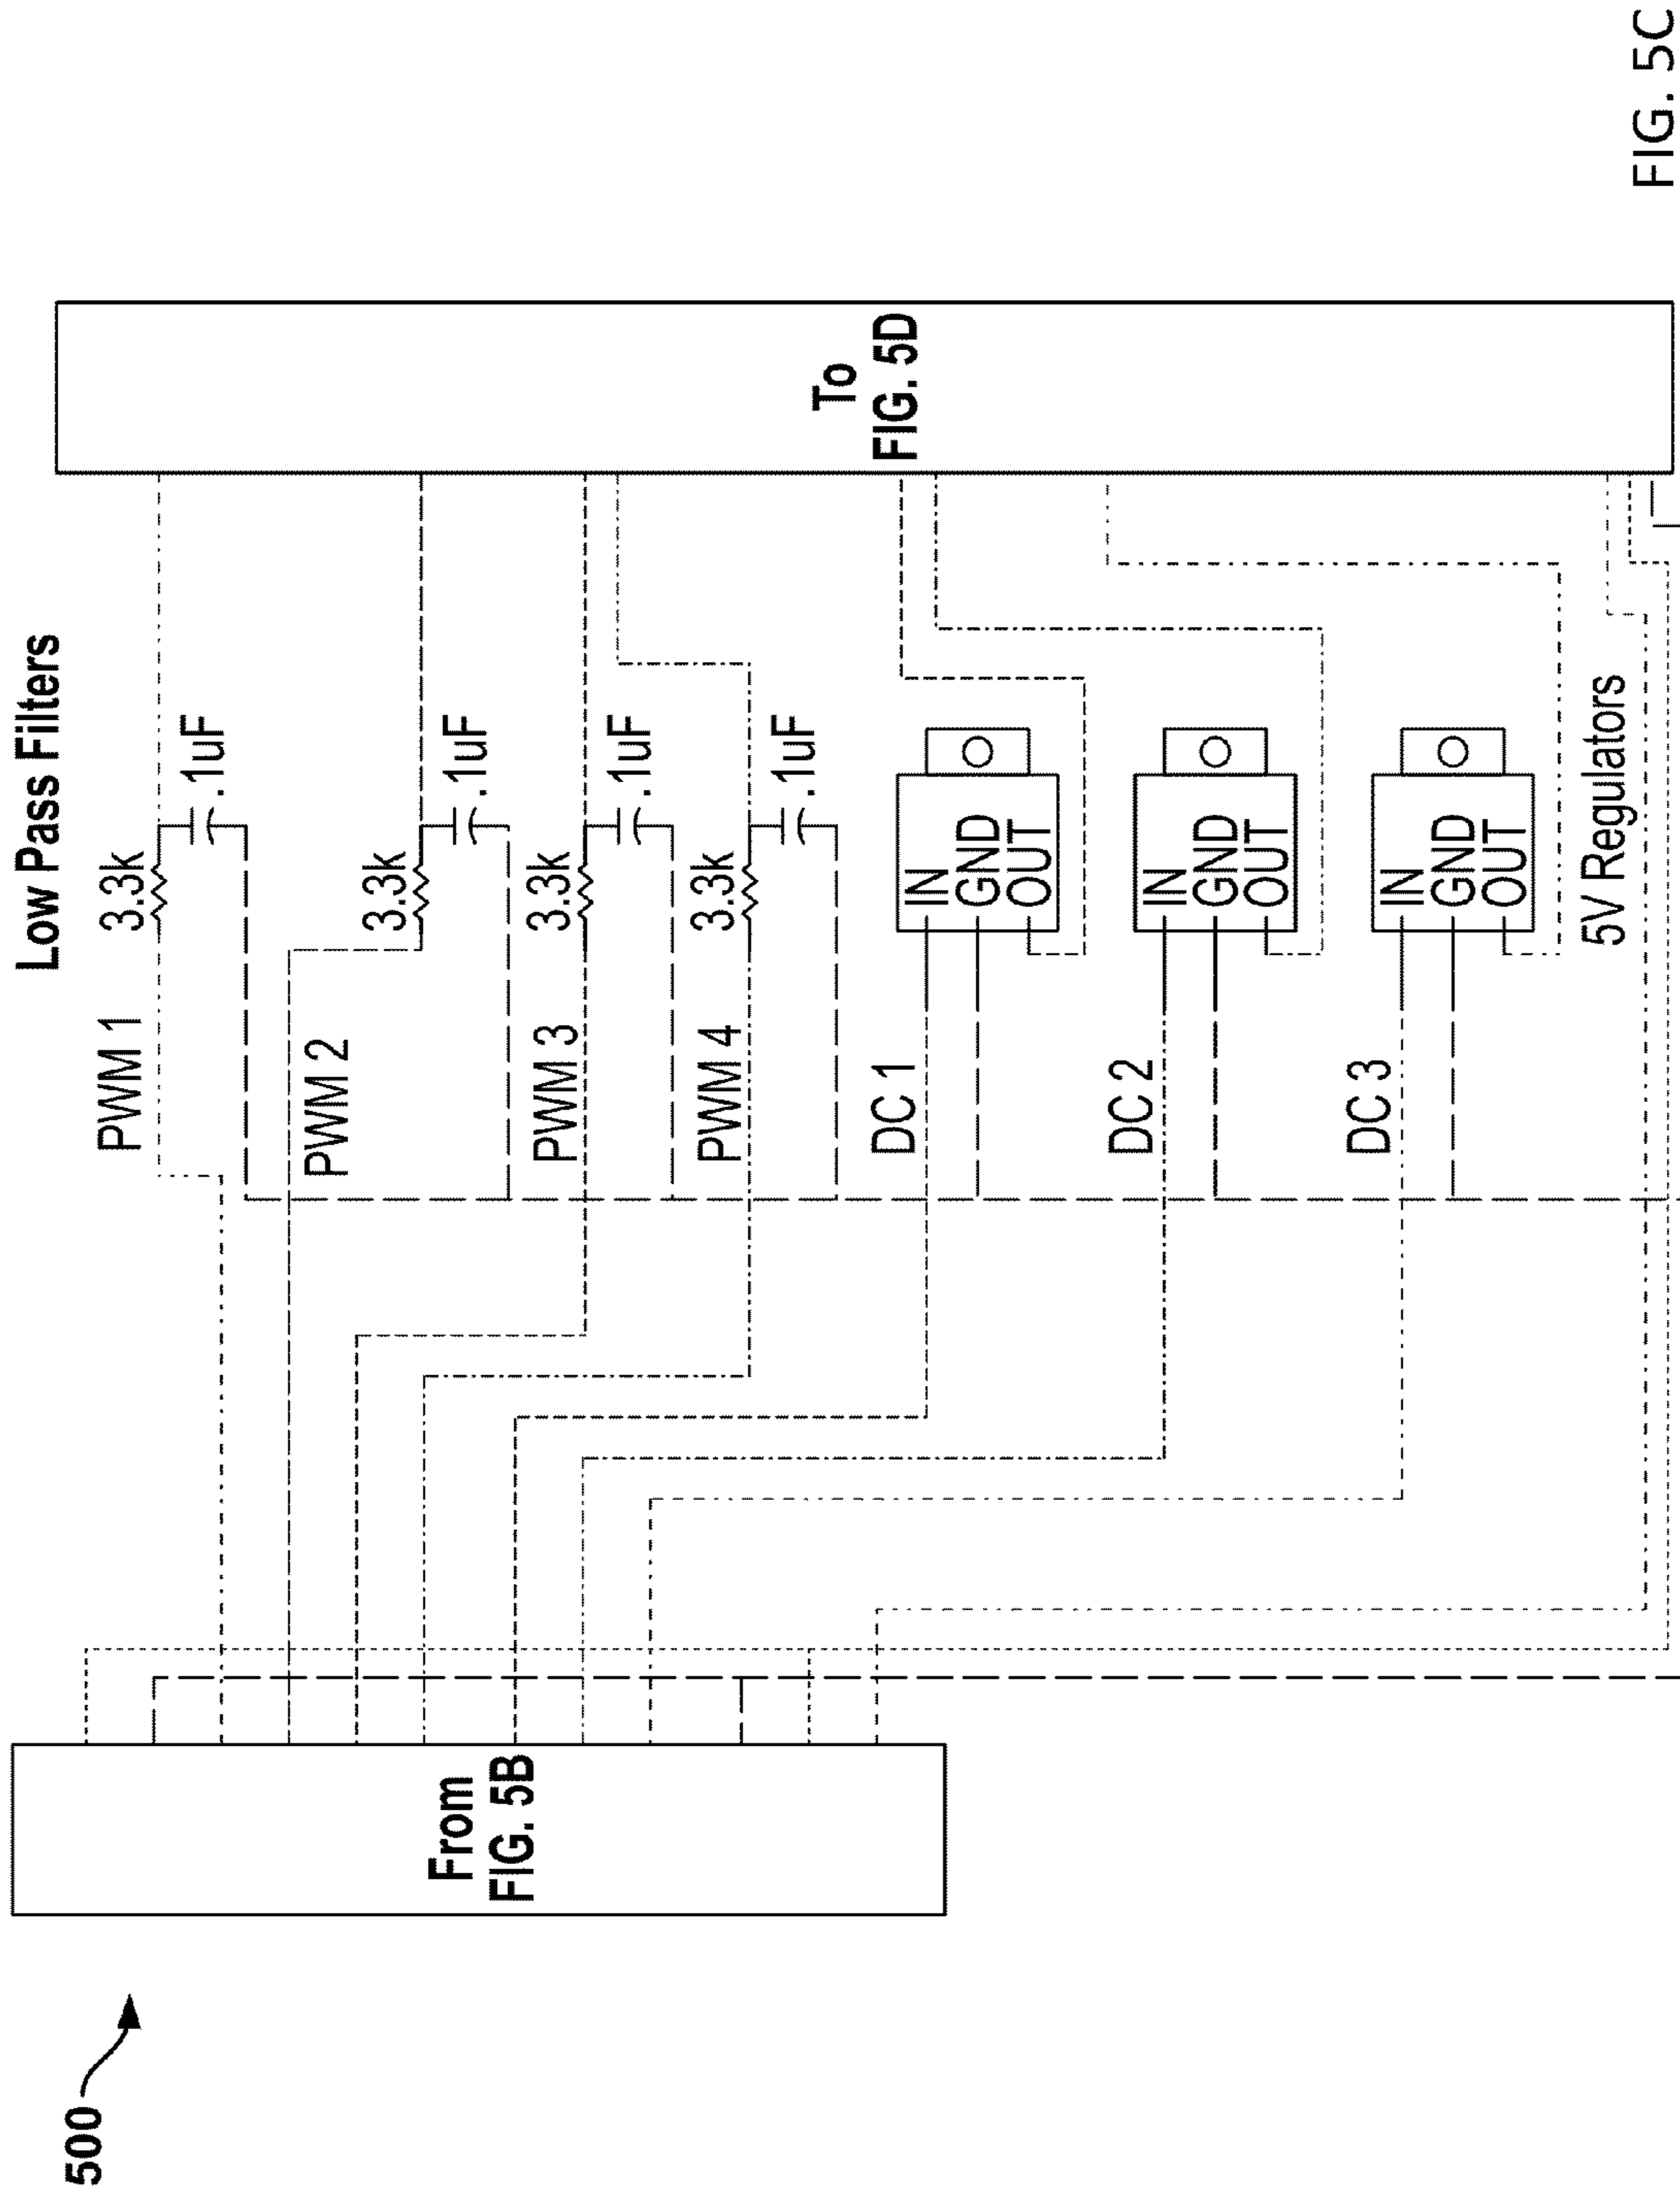 500
From
FIG. 5B
Low Pass Filters
PWM 1
3.3k
.1uF
PWM 2
3.3k
.1uF
PWM 3
3.3k
.1uF
PWM 4
3.3k
.1uF
DC 1
IN
GND
OUT
DC 2
IN
GND
OUT
DC 3
IN
GND
OUT
5V Regulators
To
FIG. 5D
FIG. 5C